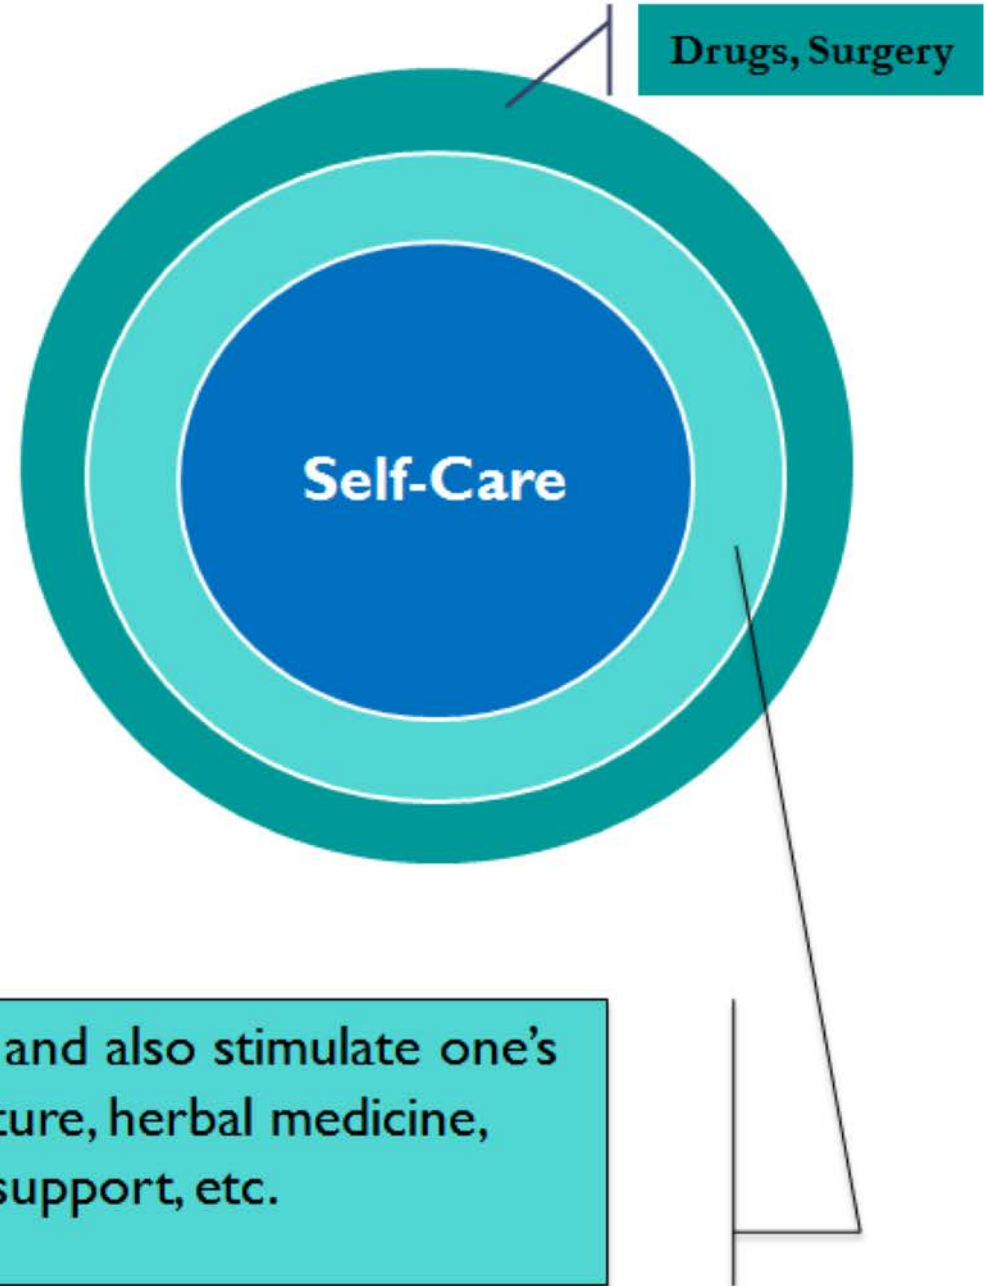 Drugs, Surgery
Self-Care
and also stimulate one's
ture, herbal medicine,
support, etc.